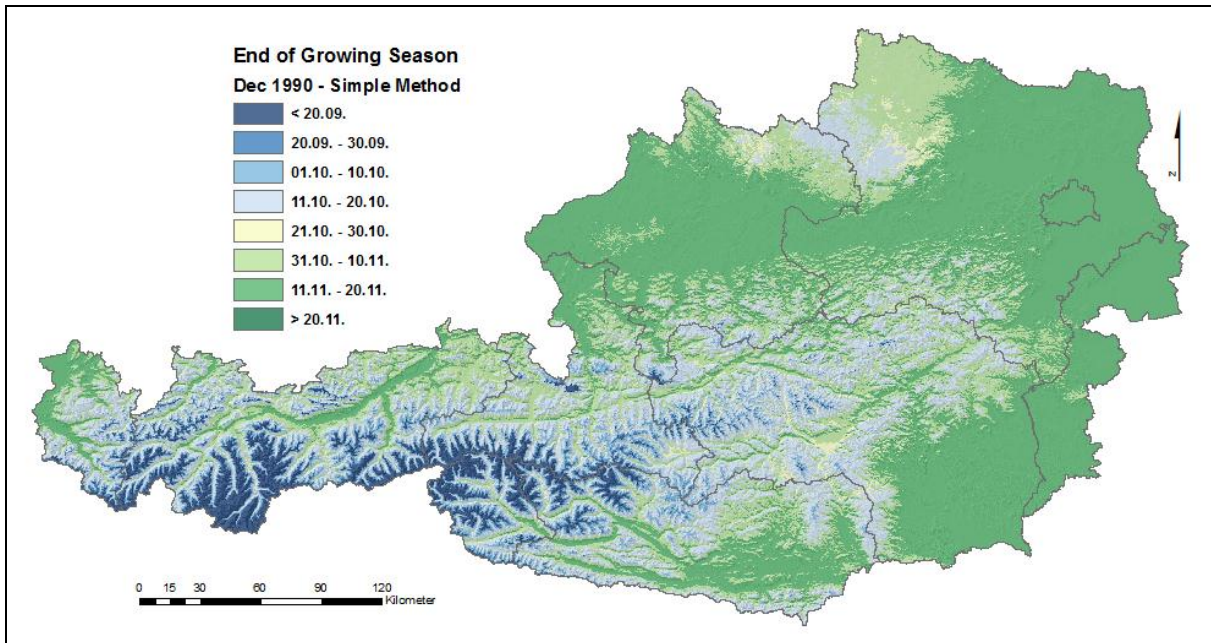 End of Growing Season
Dec 1990 - Simple Method
< 20.09.
20.09. - 30.09.
01.10. - 10.10.
11.10. - 20.10.
21.10. - 30.10.
31.10. - 10.11.
11.11. - 20.11.
> 20.11.
N
0 15 30 60 90 120
Kilometer